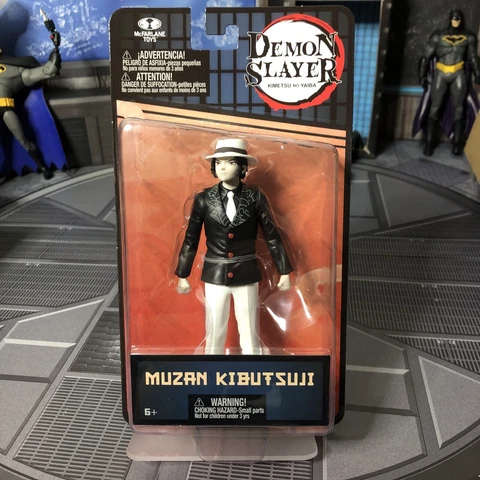 McFARLANE
TOYS
¡ADVERTENCIA!
PELIGRO DE ASFIXIA-piezas pequeñas
No para niños menores de 3 años
ATTENTION!
DANGER DE SUFFOCATION-petites pièces
Ne convient pas aux enfants de moins de 3 ans
DEMON
SLAYER
KIMETSU NO YAIBA
MUZAN KIBUTSUJI
6+
WARNING!
CHOKING HAZARD-Small parts
Not for children under 3 yrs